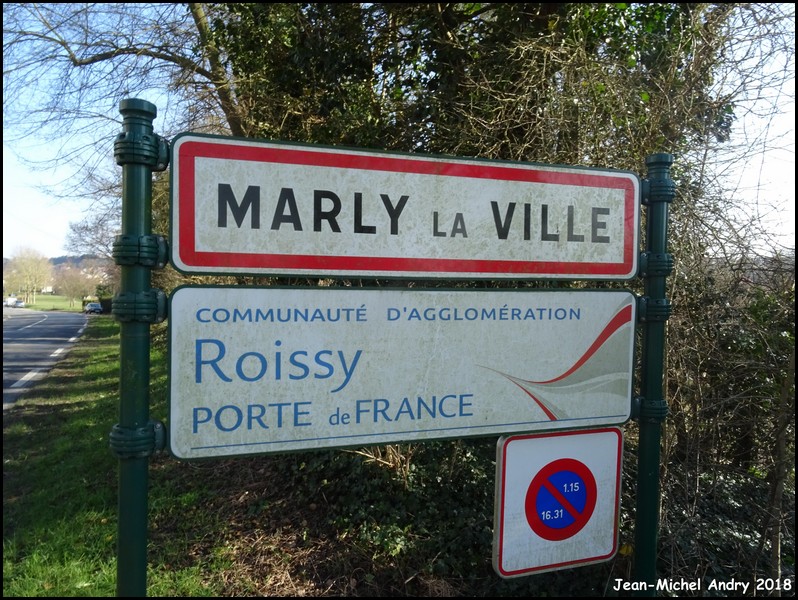 MARLY LA VILLE
COMMUNAUTÉ D'AGGLOMÉRATION
Roissy
PORTE de FRANCE
1.15
16.31
Jean-Michel Andry 2018